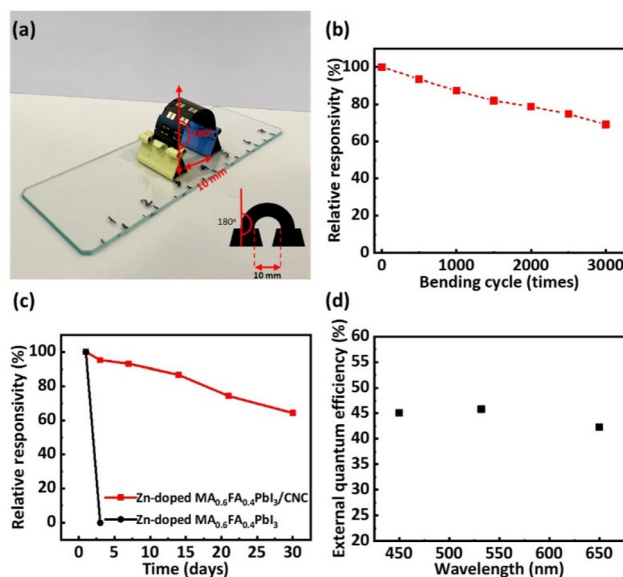 (a)
180°
10 mm
180°
10 mm
(b)
Relative responsivity (%)
100
80
60
40
20
0
0 1000 2000 3000
Bending cycle (times)
(c)
Relative responsivity (%)
100
80
60
40
20
0
Zn-doped MA0.6FA0.4PbI3/CNC
Zn-doped MA0.6FA0.4PbI3
0 5 10 15 20 25 30
Time (days)
(d)
External quantum efficiency (%)
60
55
50
45
40
35
30
25
20
450 500 550 600 650
Wavelength (nm)